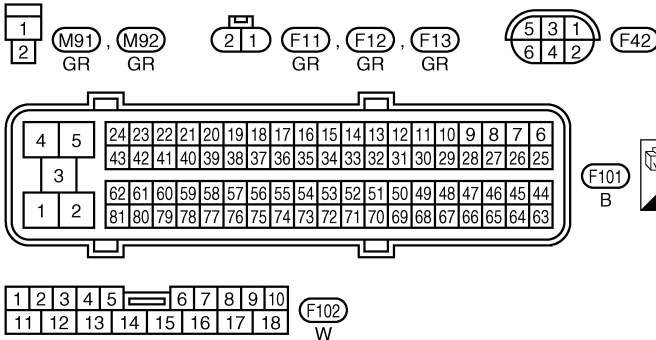 1
2
M91 , M92
GR GR
2 1
F11 , F12 , F13
GR GR GR
5 3 1
6 4 2
F42
4 5
3
1 2
24 23 22 21 20 19 18 17 16 15 14 13 12 11 10 9 8 7 6
43 42 41 40 39 38 37 36 35 34 33 32 31 30 29 28 27 26 25
62 61 60 59 58 57 56 55 54 53 52 51 50 49 48 47 46 45 44
81 80 79 78 77 76 75 74 73 72 71 70 69 68 67 66 65 64 63
F101
B
1 2 3 4 5 6 7 8 9 10
11 12 13 14 15 16 17 18
F102
W